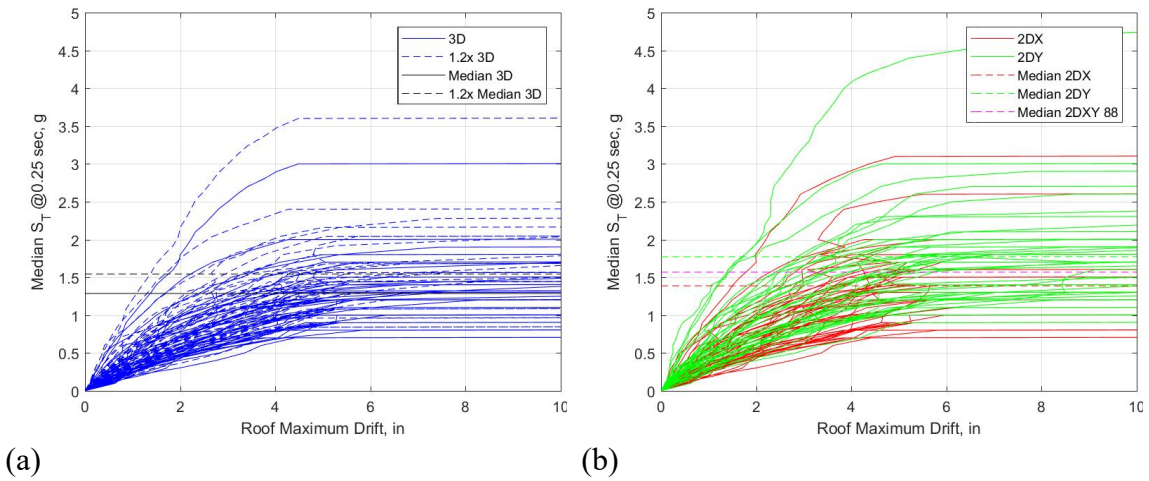 5
4.5
4
3.5
3
2.5
2
1.5
1
0.5
0
0 2 4 6 8 10
Median S_T @0.25 sec, g
Roof Maximum Drift, in
3D
1.2x 3D
Median 3D
1.2x Median 3D
(a)
5
4.5
4
3.5
3
2.5
2
1.5
1
0.5
0
0 2 4 6 8 10
Median S_T @0.25 sec, g
Roof Maximum Drift, in
2DX
2DY
Median 2DX
Median 2DY
Median 2DXY 88
(b)